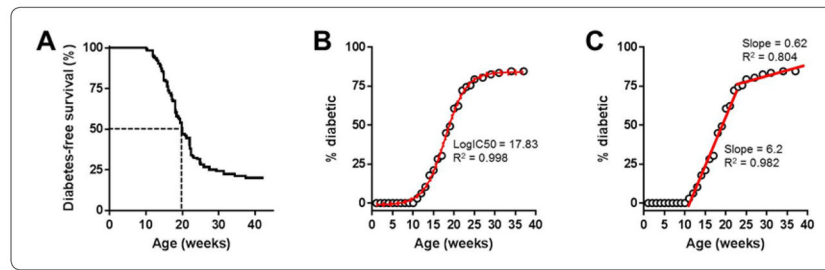 A
Diabetes-free survival (%)
100
75
50
25
0
0 10 20 30 40
Age (weeks)
B
% diabetic
100
75
50
25
0
LogIC50 = 17.83
R² = 0.998
0 5 10 15 20 25 30 35 40
Age (weeks)
C
% diabetic
100
75
50
25
0
Slope = 0.62
R² = 0.804
Slope = 6.2
R² = 0.982
0 5 10 15 20 25 30 35 40
Age (weeks)